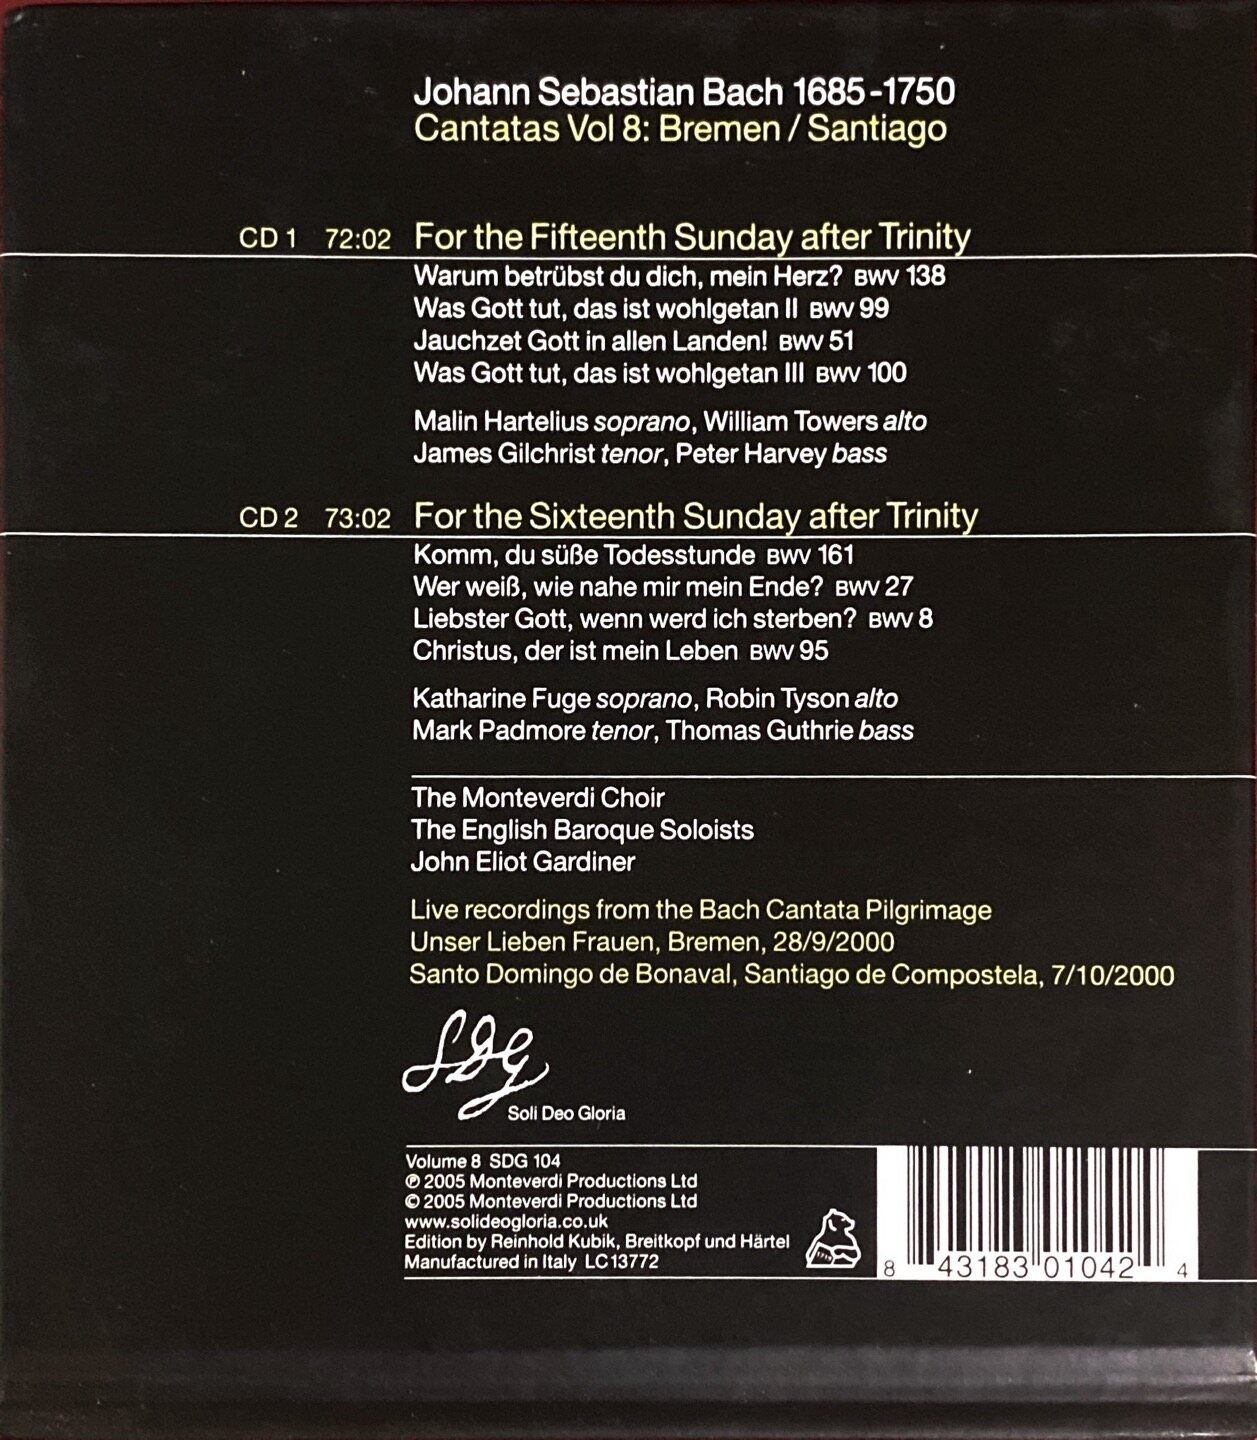 Johann Sebastian Bach 1685-1750
Cantatas Vol 8: Bremen / Santiago
CD 1 72:02 For the Fifteenth Sunday after Trinity
Warum betrübst du dich, mein Herz? BWV 138
Was Gott tut, das ist wohlgetan II BWV 99
Jauchzet Gott in allen Landen! BWV 51
Was Gott tut, das ist wohlgetan III BWV 100
Malin Hartelius soprano, William Towers alto
James Gilchrist tenor, Peter Harvey bass
CD 2 73:02 For the Sixteenth Sunday after Trinity
Komm, du süße Todesstunde BWV 161
Wer weiß, wie nahe mir mein Ende? BWV 27
Liebster Gott, wenn werd ich sterben? BWV 8
Christus, der ist mein Leben BWV 95
Katharine Fuge soprano, Robin Tyson alto
Mark Padmore tenor, Thomas Guthrie bass
The Monteverdi Choir
The English Baroque Soloists
John Eliot Gardiner
Live recordings from the Bach Cantata Pilgrimage
Unser Lieben Frauen, Bremen, 28/9/2000
Santo Domingo de Bonaval, Santiago de Compostela, 7/10/2000
SDG
Soli Deo Gloria
Volume 8 SDG 104
℗ 2005 Monteverdi Productions Ltd
© 2005 Monteverdi Productions Ltd
www.solideogloria.co.uk
Edition by Reinhold Kubik, Breitkopf und Härtel
Manufactured in Italy LC13772
8 43183 01042 4